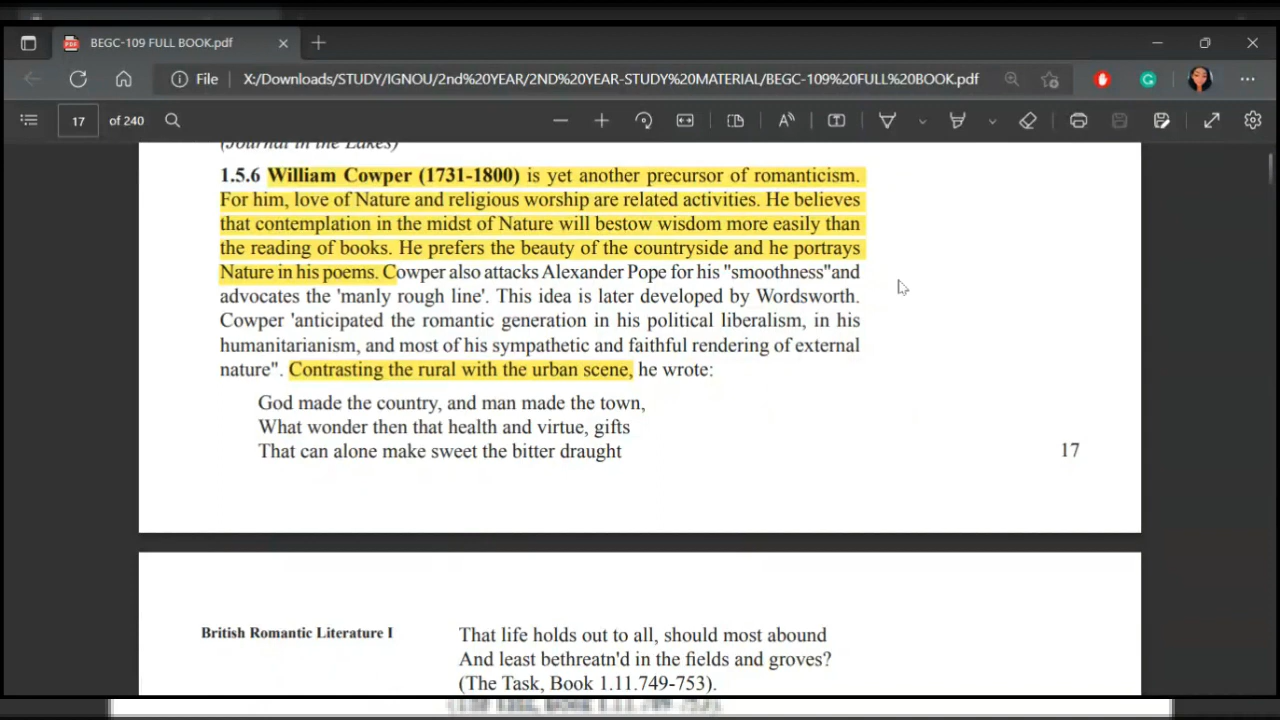 BEGC-109 FULL BOOK.pdf
File X:/Downloads/STUDY/IGNOU/2nd%20YEAR/2ND%20YEAR-STUDY%20MATERIAL/BEGC-109%20FULL%20BOOK.pdf
17 of 240
(Journal in the Lakes)
1.5.6 William Cowper (1731-1800) is yet another precursor of romanticism.
For him, love of Nature and religious worship are related activities. He believes
that contemplation in the midst of Nature will bestow wisdom more easily than
the reading of books. He prefers the beauty of the countryside and he portrays
Nature in his poems. Cowper also attacks Alexander Pope for his "smoothness"and
advocates the 'manly rough line'. This idea is later developed by Wordsworth.
Cowper 'anticipated the romantic generation in his political liberalism, in his
humanitarianism, and most of his sympathetic and faithful rendering of external
nature". Contrasting the rural with the urban scene, he wrote:
God made the country, and man made the town,
What wonder then that health and virtue, gifts
That can alone make sweet the bitter draught
17
British Romantic Literature I
That life holds out to all, should most abound
And least bethreatn'd in the fields and groves?
(The Task, Book 1.11.749-753).